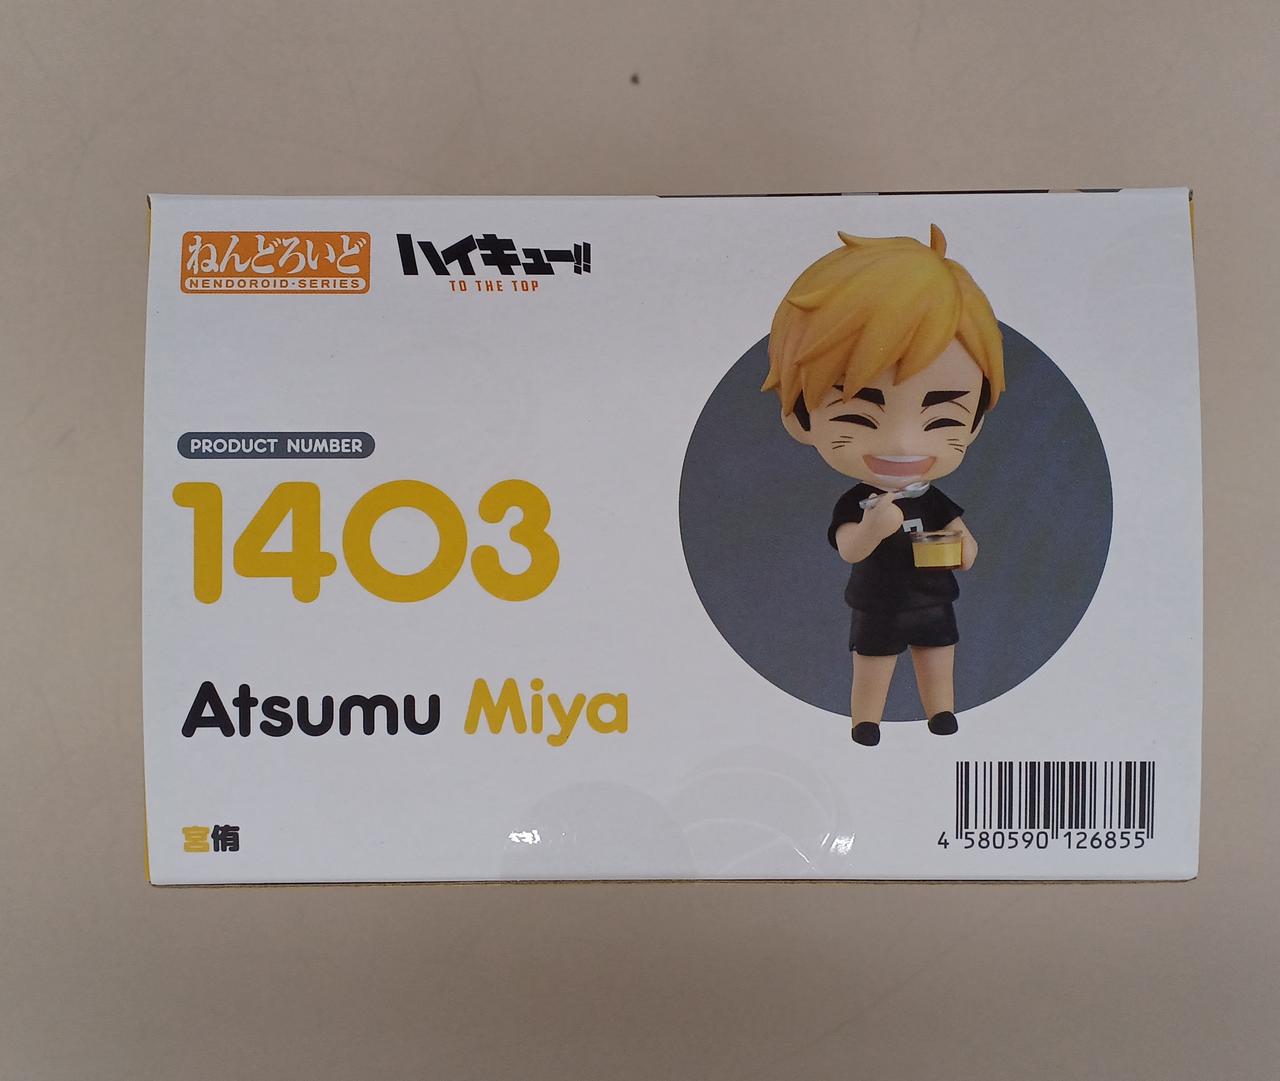 ねんどろいど
NENDOROID·SERIES
ハイキュー!!
TO THE TOP
PRODUCT NUMBER
1403
Atsumu Miya
宮侑
4 580590 126855